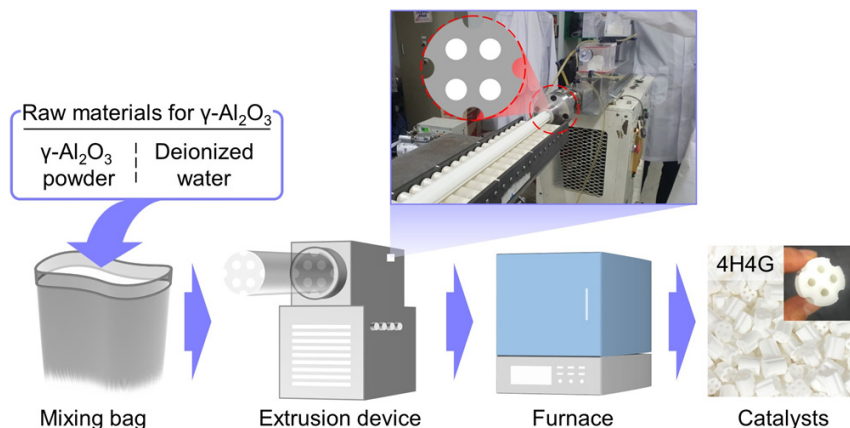 Raw materials for γ-Al₂O₃
γ-Al₂O₃ powder
Deionized water
4H4G
Mixing bag
Extrusion device
Furnace
Catalysts